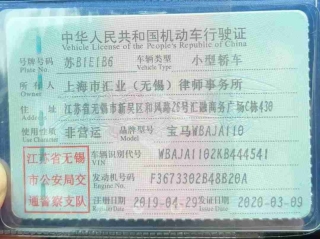 中华人民共和国机动车行驶证
Vehicle License of the People's Republic of China
号牌号码 苏B1E1B6 车辆类型 小型轿车
Plate No. Vehicle Type
所有人 上海市汇业（无锡）律师事务所
Owner
住址 江苏省无锡市新吴区和风路26号汇融商务广场C栋430
Address
使用性质 非营运 品牌型号 宝马WBAJA110
Use Character Model
江苏省无锡市公安局交通警察支队
车辆识别代号 WBAJA1102KB444541
VIN
发动机号码 F3673302B48B20A
Engine No.
注册日期 2019-04-29 发证日期 2020-03-09
Register Date Issue Date